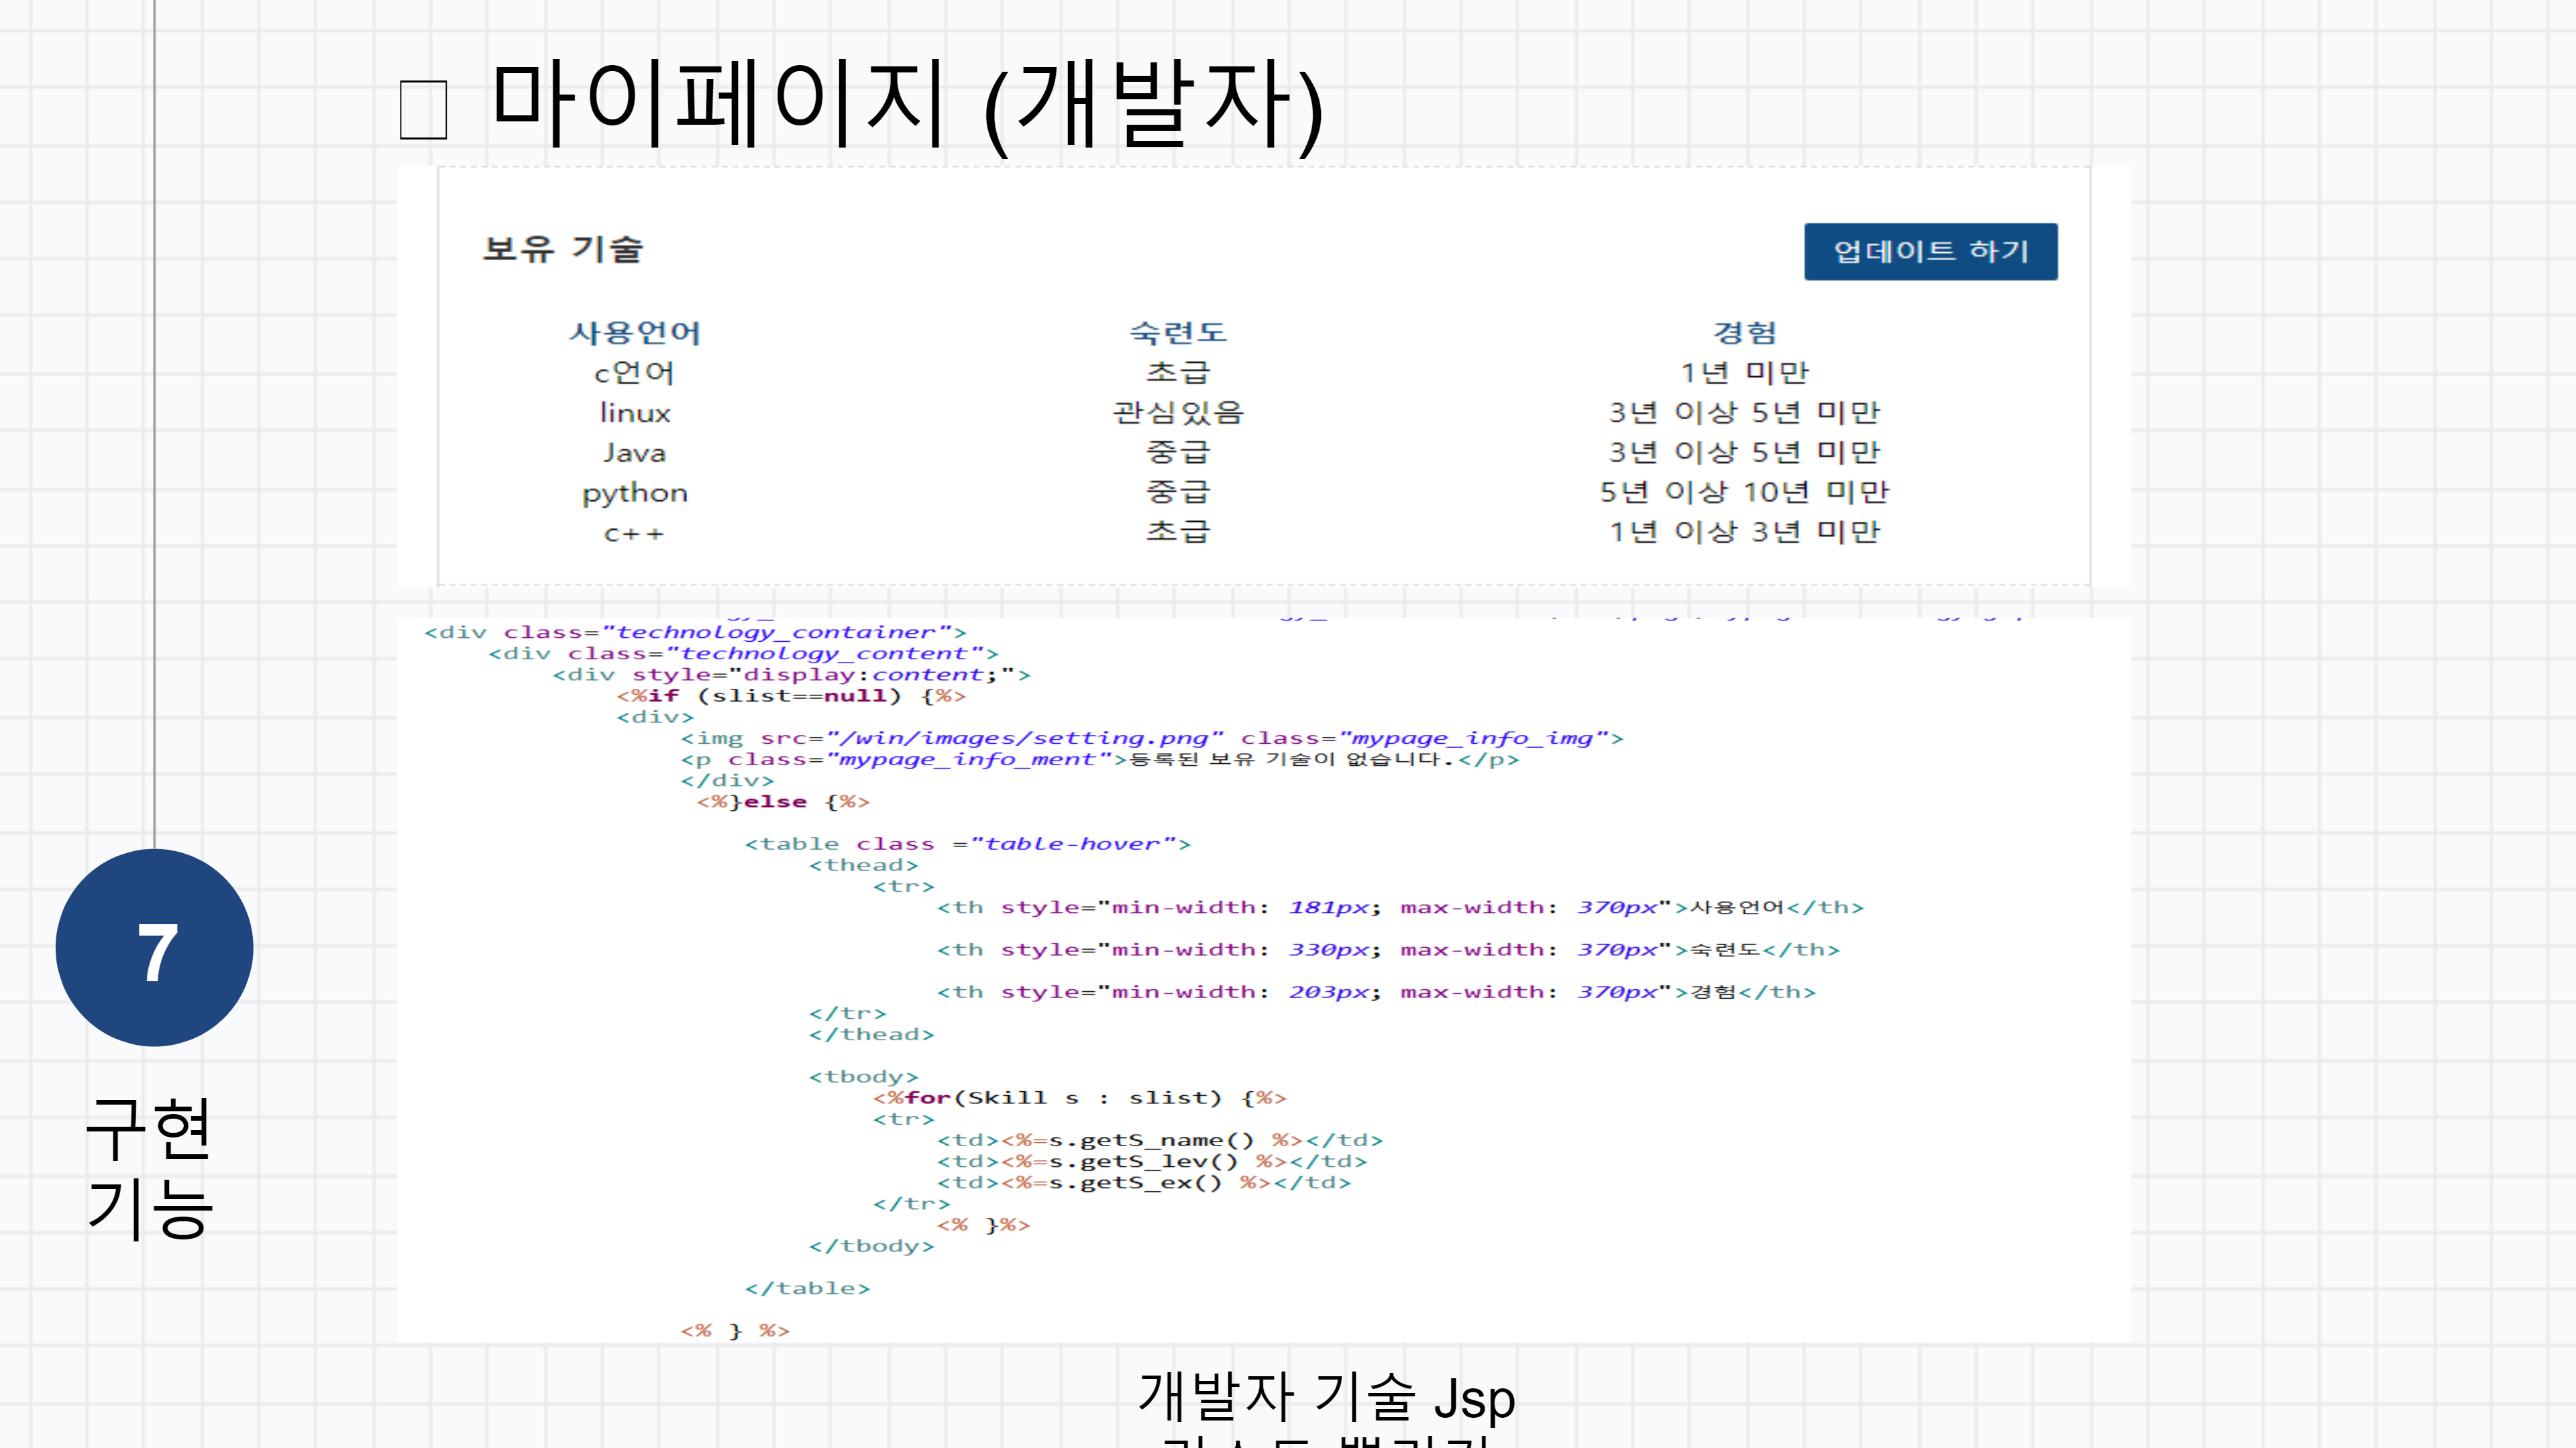 마이페이지 (개발자)
보유 기술 업데이트 하기
사용언어 숙련도 경험
c언어 초급 1년 미만
linux 관심있음 3년 이상 5년 미만
Java 중급 3년 이상 5년 미만
python 중급 5년 이상 10년 미만
c++ 초급 1년 이상 3년 미만
<div class="technology_container">
<div class="technology_content">
<div style="display:content;">
<%if (slist==null) {%>
<div>
<img src="/win/images/setting.png" class="mypage_info_img">
<p class="mypage_info_ment">등록된 보유 기술이 없습니다.</p>
</div>
<%}else {%>
<table class ="table-hover">
<thead>
<tr>
<th style="min-width: 181px; max-width: 370px">사용언어</th>
<th style="min-width: 330px; max-width: 370px">숙련도</th>
<th style="min-width: 203px; max-width: 370px">경험</th>
</tr>
</thead>
<tbody>
<%for(Skill s : slist) {%>
<tr>
<td><%=s.getS_name() %></td>
<td><%=s.getS_lev() %></td>
<td><%=s.getS_ex() %></td>
</tr>
<% }%>
</tbody>
</table>
<% } %>
7
구현
기능
개발자 기술 Jsp